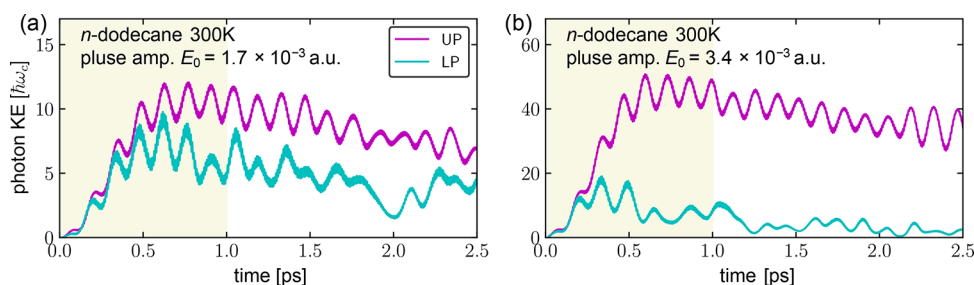 (a)
n-dodecane 300K
pluse amp. E₀ = 1.7 × 10⁻³ a.u.
UP
LP
photon KE [ħω_c]
15
10
5
0
0.0 0.5 1.0 1.5 2.0 2.5
time [ps]
(b)
n-dodecane 300K
pluse amp. E₀ = 3.4 × 10⁻³ a.u.
60
40
20
0
0.0 0.5 1.0 1.5 2.0 2.5
time [ps]